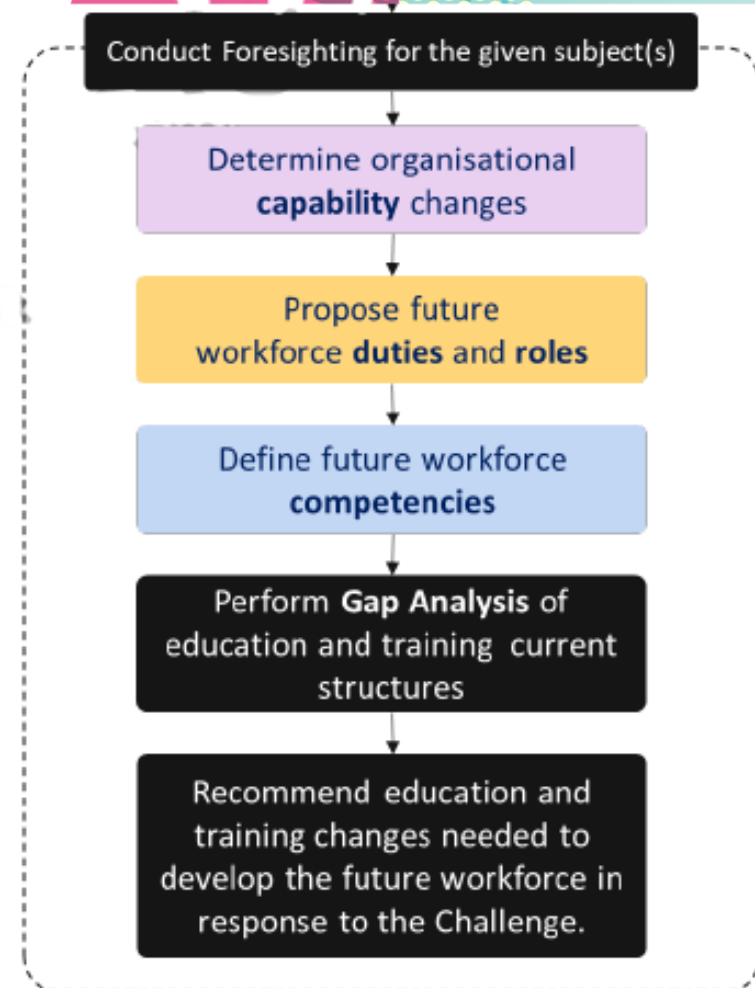 Conduct Foresighting for the given subject(s)
Determine organisational
capability changes
Propose future
workforce duties and roles
Define future workforce
competencies
Perform Gap Analysis of
education and training current
structures
Recommend education and
training changes needed to
develop the future workforce in
response to the Challenge.